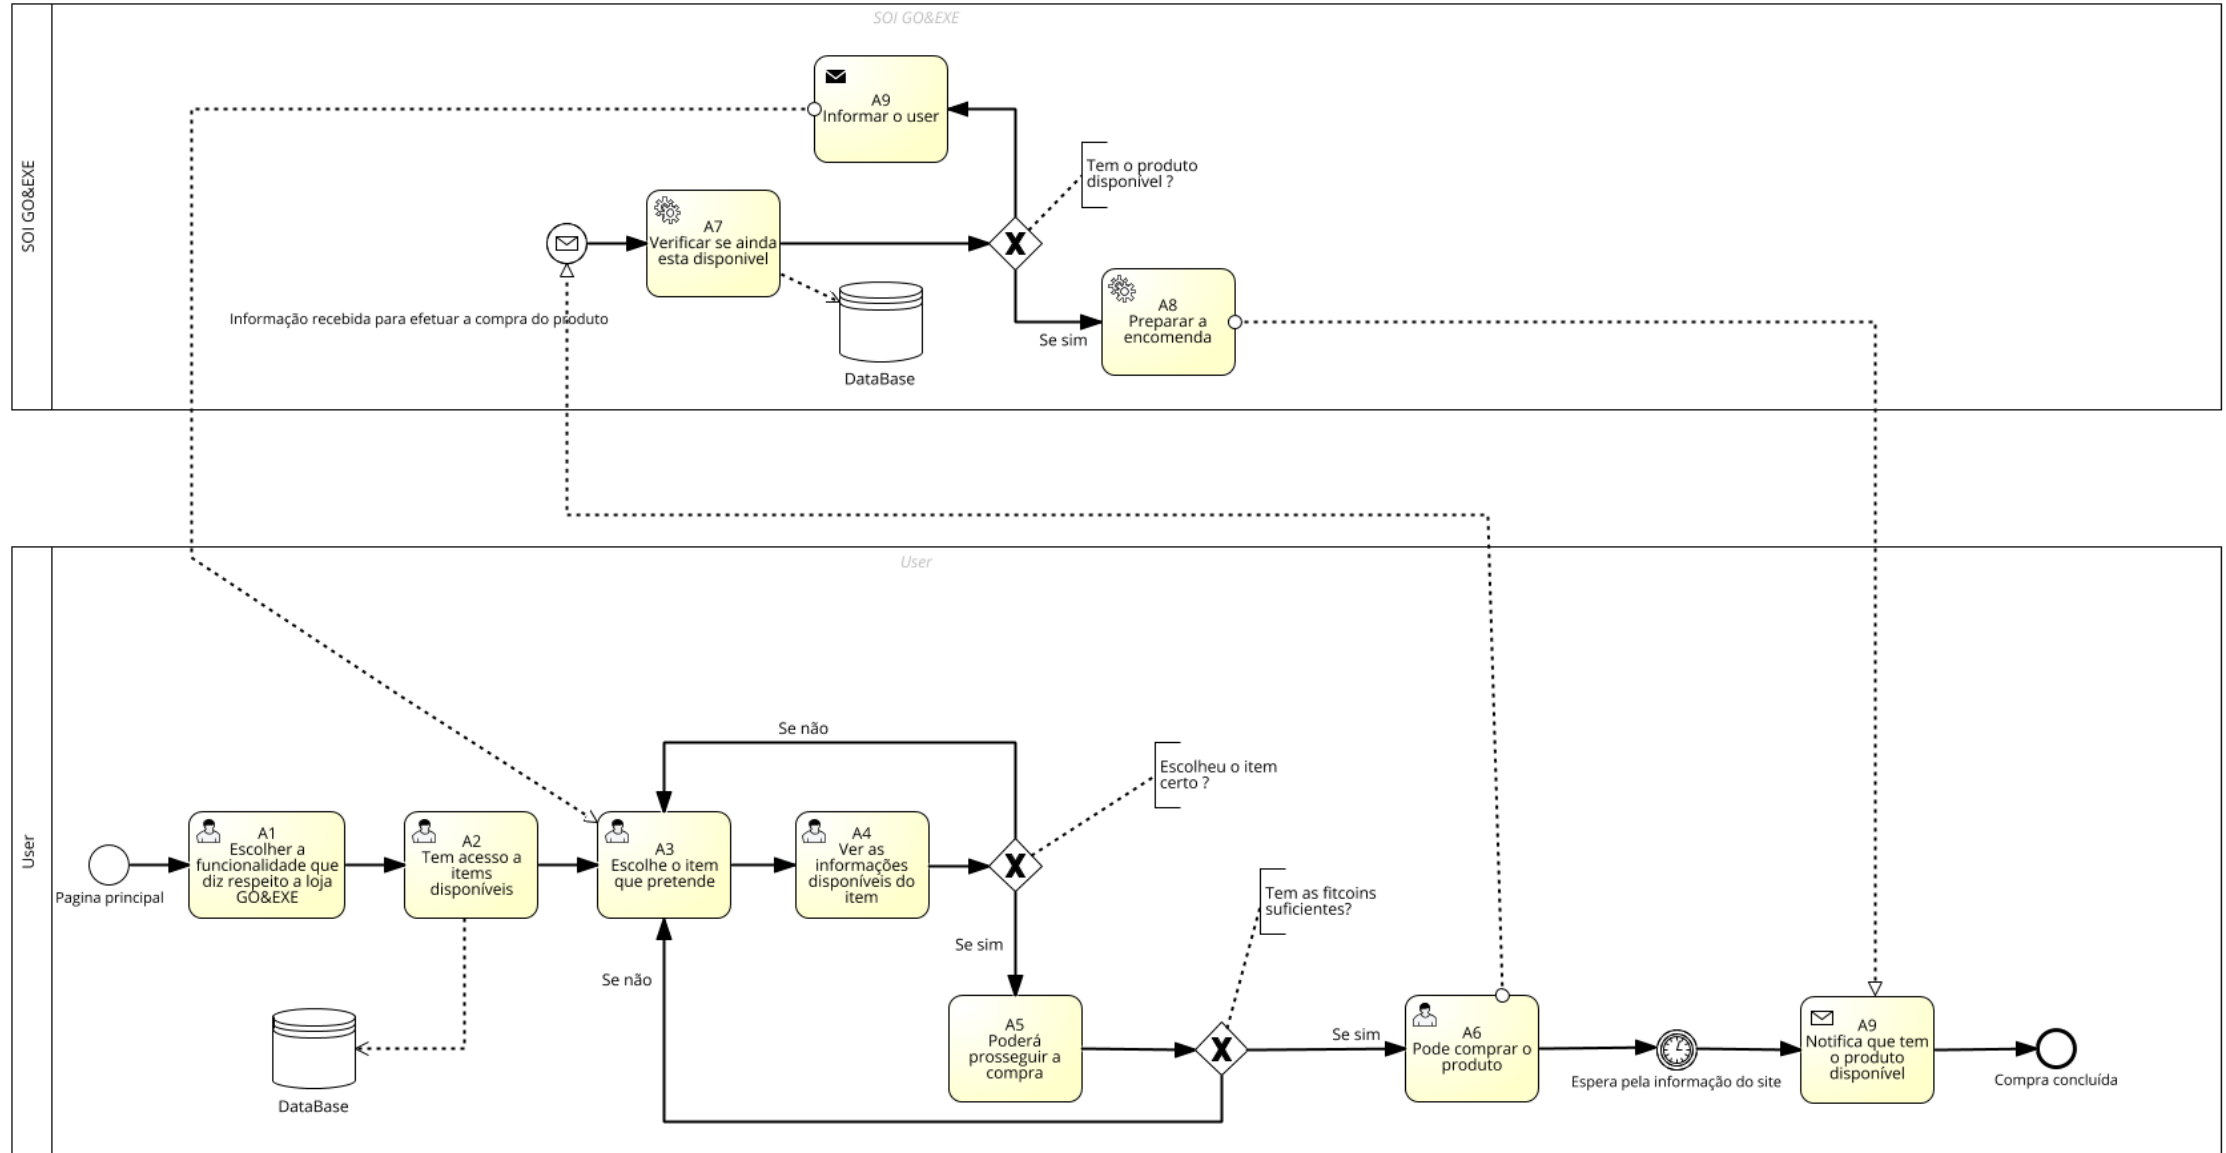 SOI GO&EXE
SOI GO&EXE
A9
Informar o user
Tem o produto
disponível ?
A7
Verificar se ainda
esta disponivel
A8
Preparar a
encomenda
Informação recebida para efetuar a compra do produto
Se sim
DataBase
User
User
Se não
Escolheu o item
certo ?
A1
Escolher a
funcionalidade que
diz respeito a loja
GO&EXE
A2
Tem acesso a
items
disponíveis
A3
Escolhe o item
que pretende
A4
Ver as
informações
disponíveis do
item
Pagina principal
Tem as fitcoins
suficientes?
Se sim
Se não
A5
Poderá
prosseguir a
compra
Se sim
A6
Pode comprar o
produto
Espera pela informação do site
A9
Notifica que tem
o produto
disponível
Compra concluída
DataBase